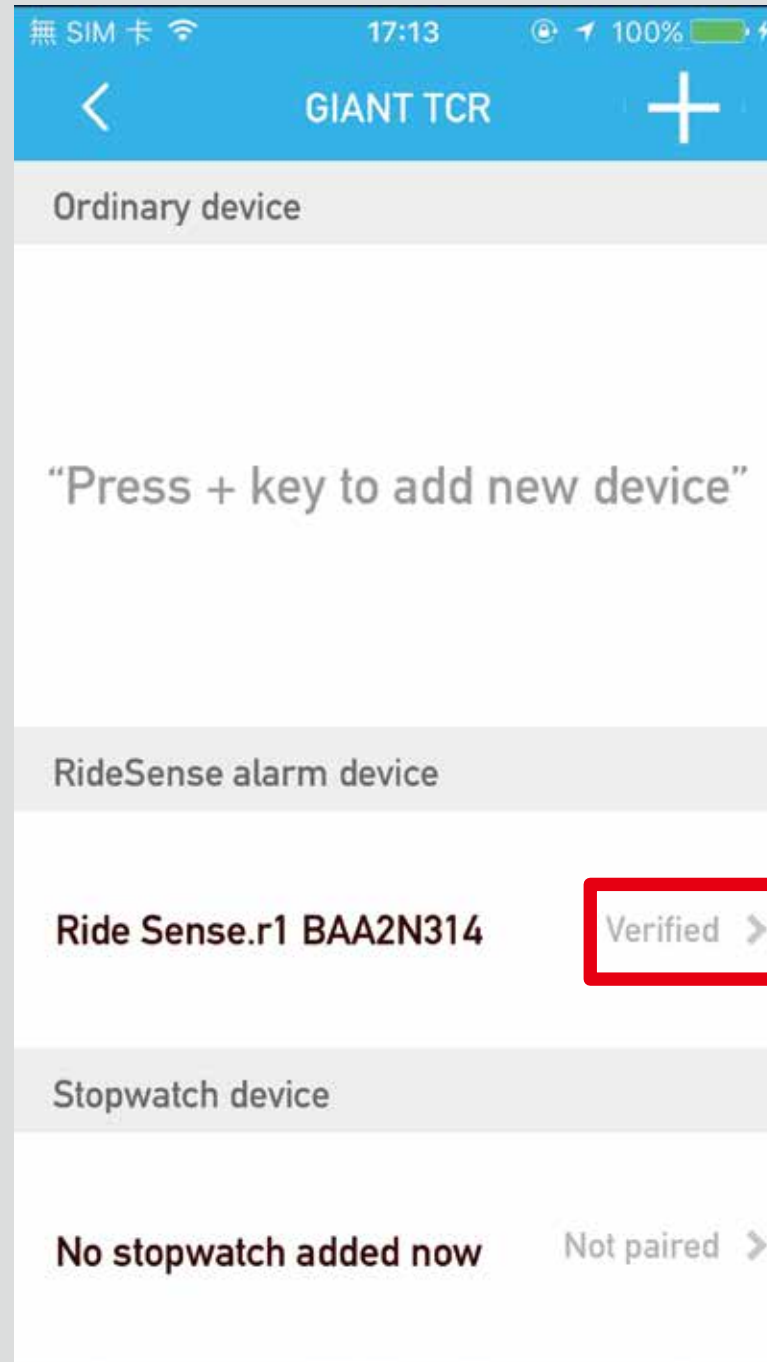 無 SIM 卡 17:13 100%
GIANT TCR
Ordinary device
“Press + key to add new device”
RideSense alarm device
Ride Sense.r1 BAA2N314 Verified
Stopwatch device
No stopwatch added now Not paired